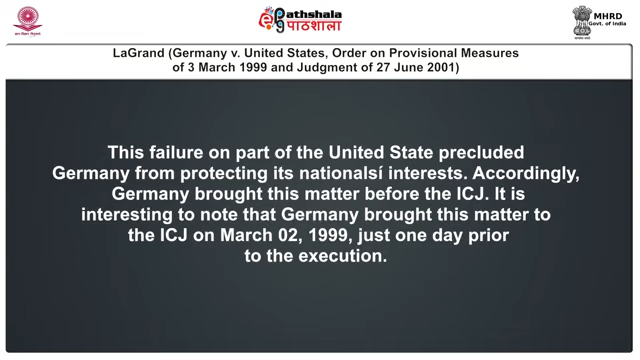 ePathshala
पाठशाला
MHRD
Govt. of India
LaGrand (Germany v. United States, Order on Provisional Measures
of 3 March 1999 and Judgment of 27 June 2001)
This failure on part of the United State precluded
Germany from protecting its nationalsí interests. Accordingly,
Germany brought this matter before the ICJ. It is
interesting to note that Germany brought this matter to
the ICJ on March 02, 1999, just one day prior
to the execution.